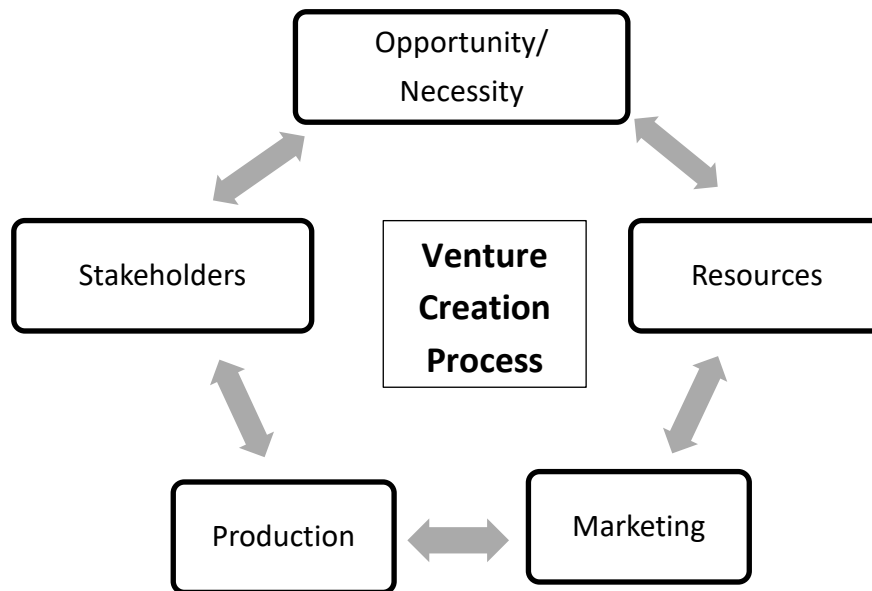 Opportunity/
Necessity
Stakeholders
Venture
Creation
Process
Resources
Production
Marketing